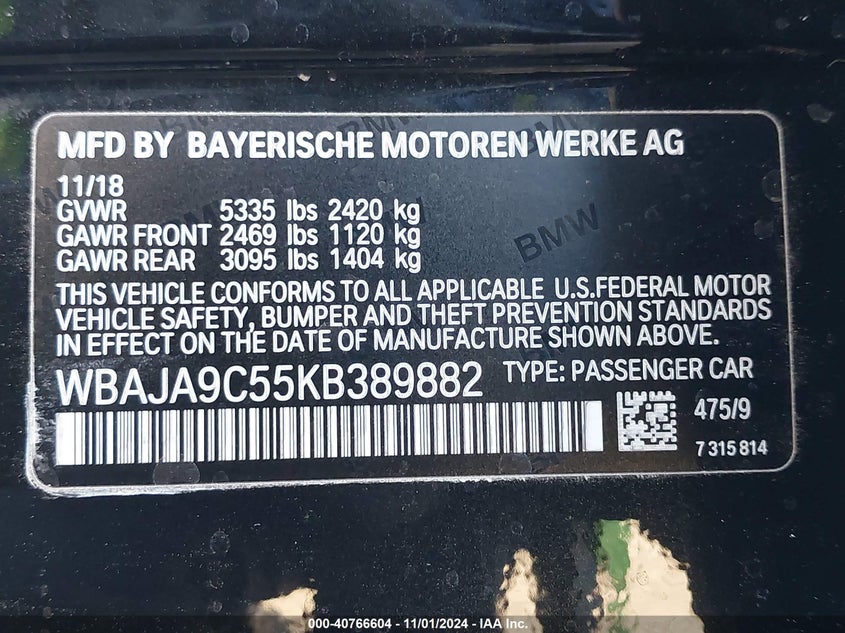 MFD BY BAYERISCHE MOTOREN WERKE AG
11/18
GVWR 5335 lbs 2420 kg
GAWR FRONT 2469 lbs 1120 kg
GAWR REAR 3095 lbs 1404 kg
THIS VEHICLE CONFORMS TO ALL APPLICABLE U.S.FEDERAL MOTOR
VEHICLE SAFETY, BUMPER AND THEFT PREVENTION STANDARDS
IN EFFECT ON THE DATE OF MANUFACTURE SHOWN ABOVE.
WBAJA9C55KB389882 TYPE: PASSENGER CAR
475/9
7 315 814
BMW
000-40766604 - 11/01/2024 - IAA Inc.